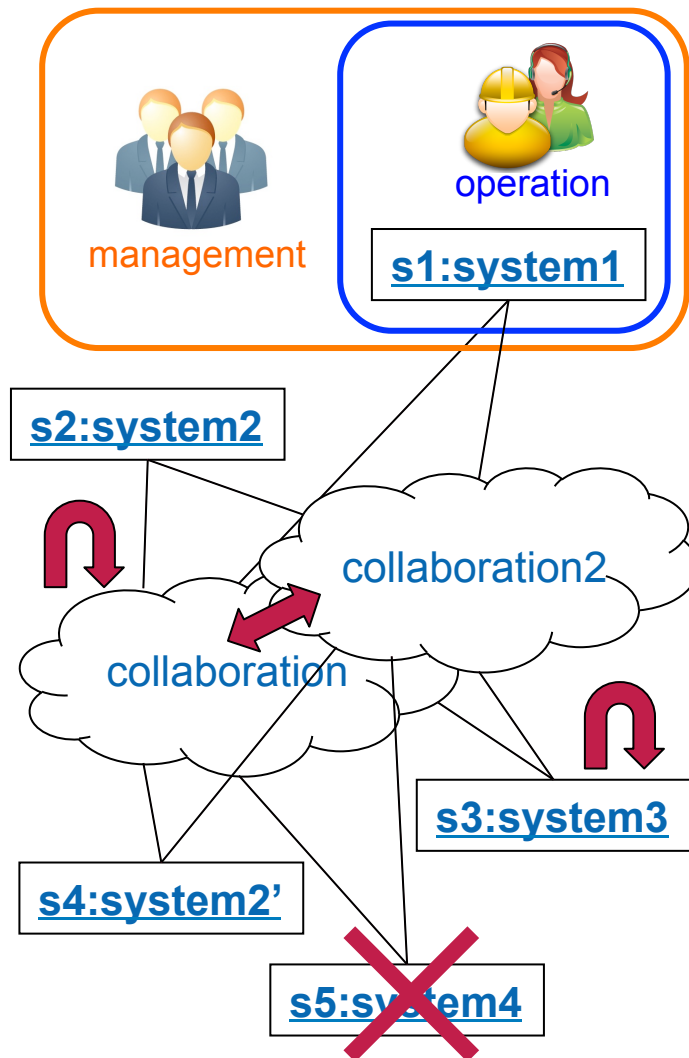 operation
management
s1:system1
s2:system2
collaboration2
collaboration
s3:system3
s4:system2’
s5:system4